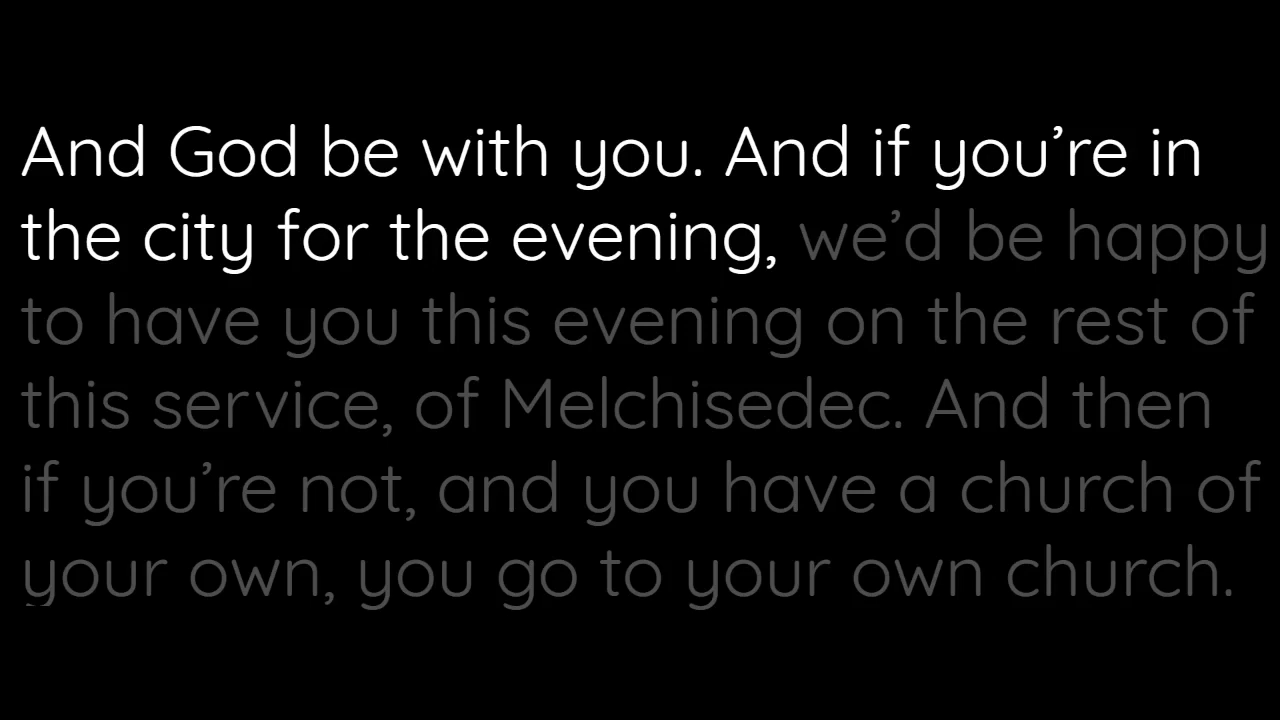 And God be with you. And if you’re in
the city for the evening, we’d be happy
to have you this evening on the rest of
this service, of Melchisedec. And then
if you’re not, and you have a church of
your own, you go to your own church.